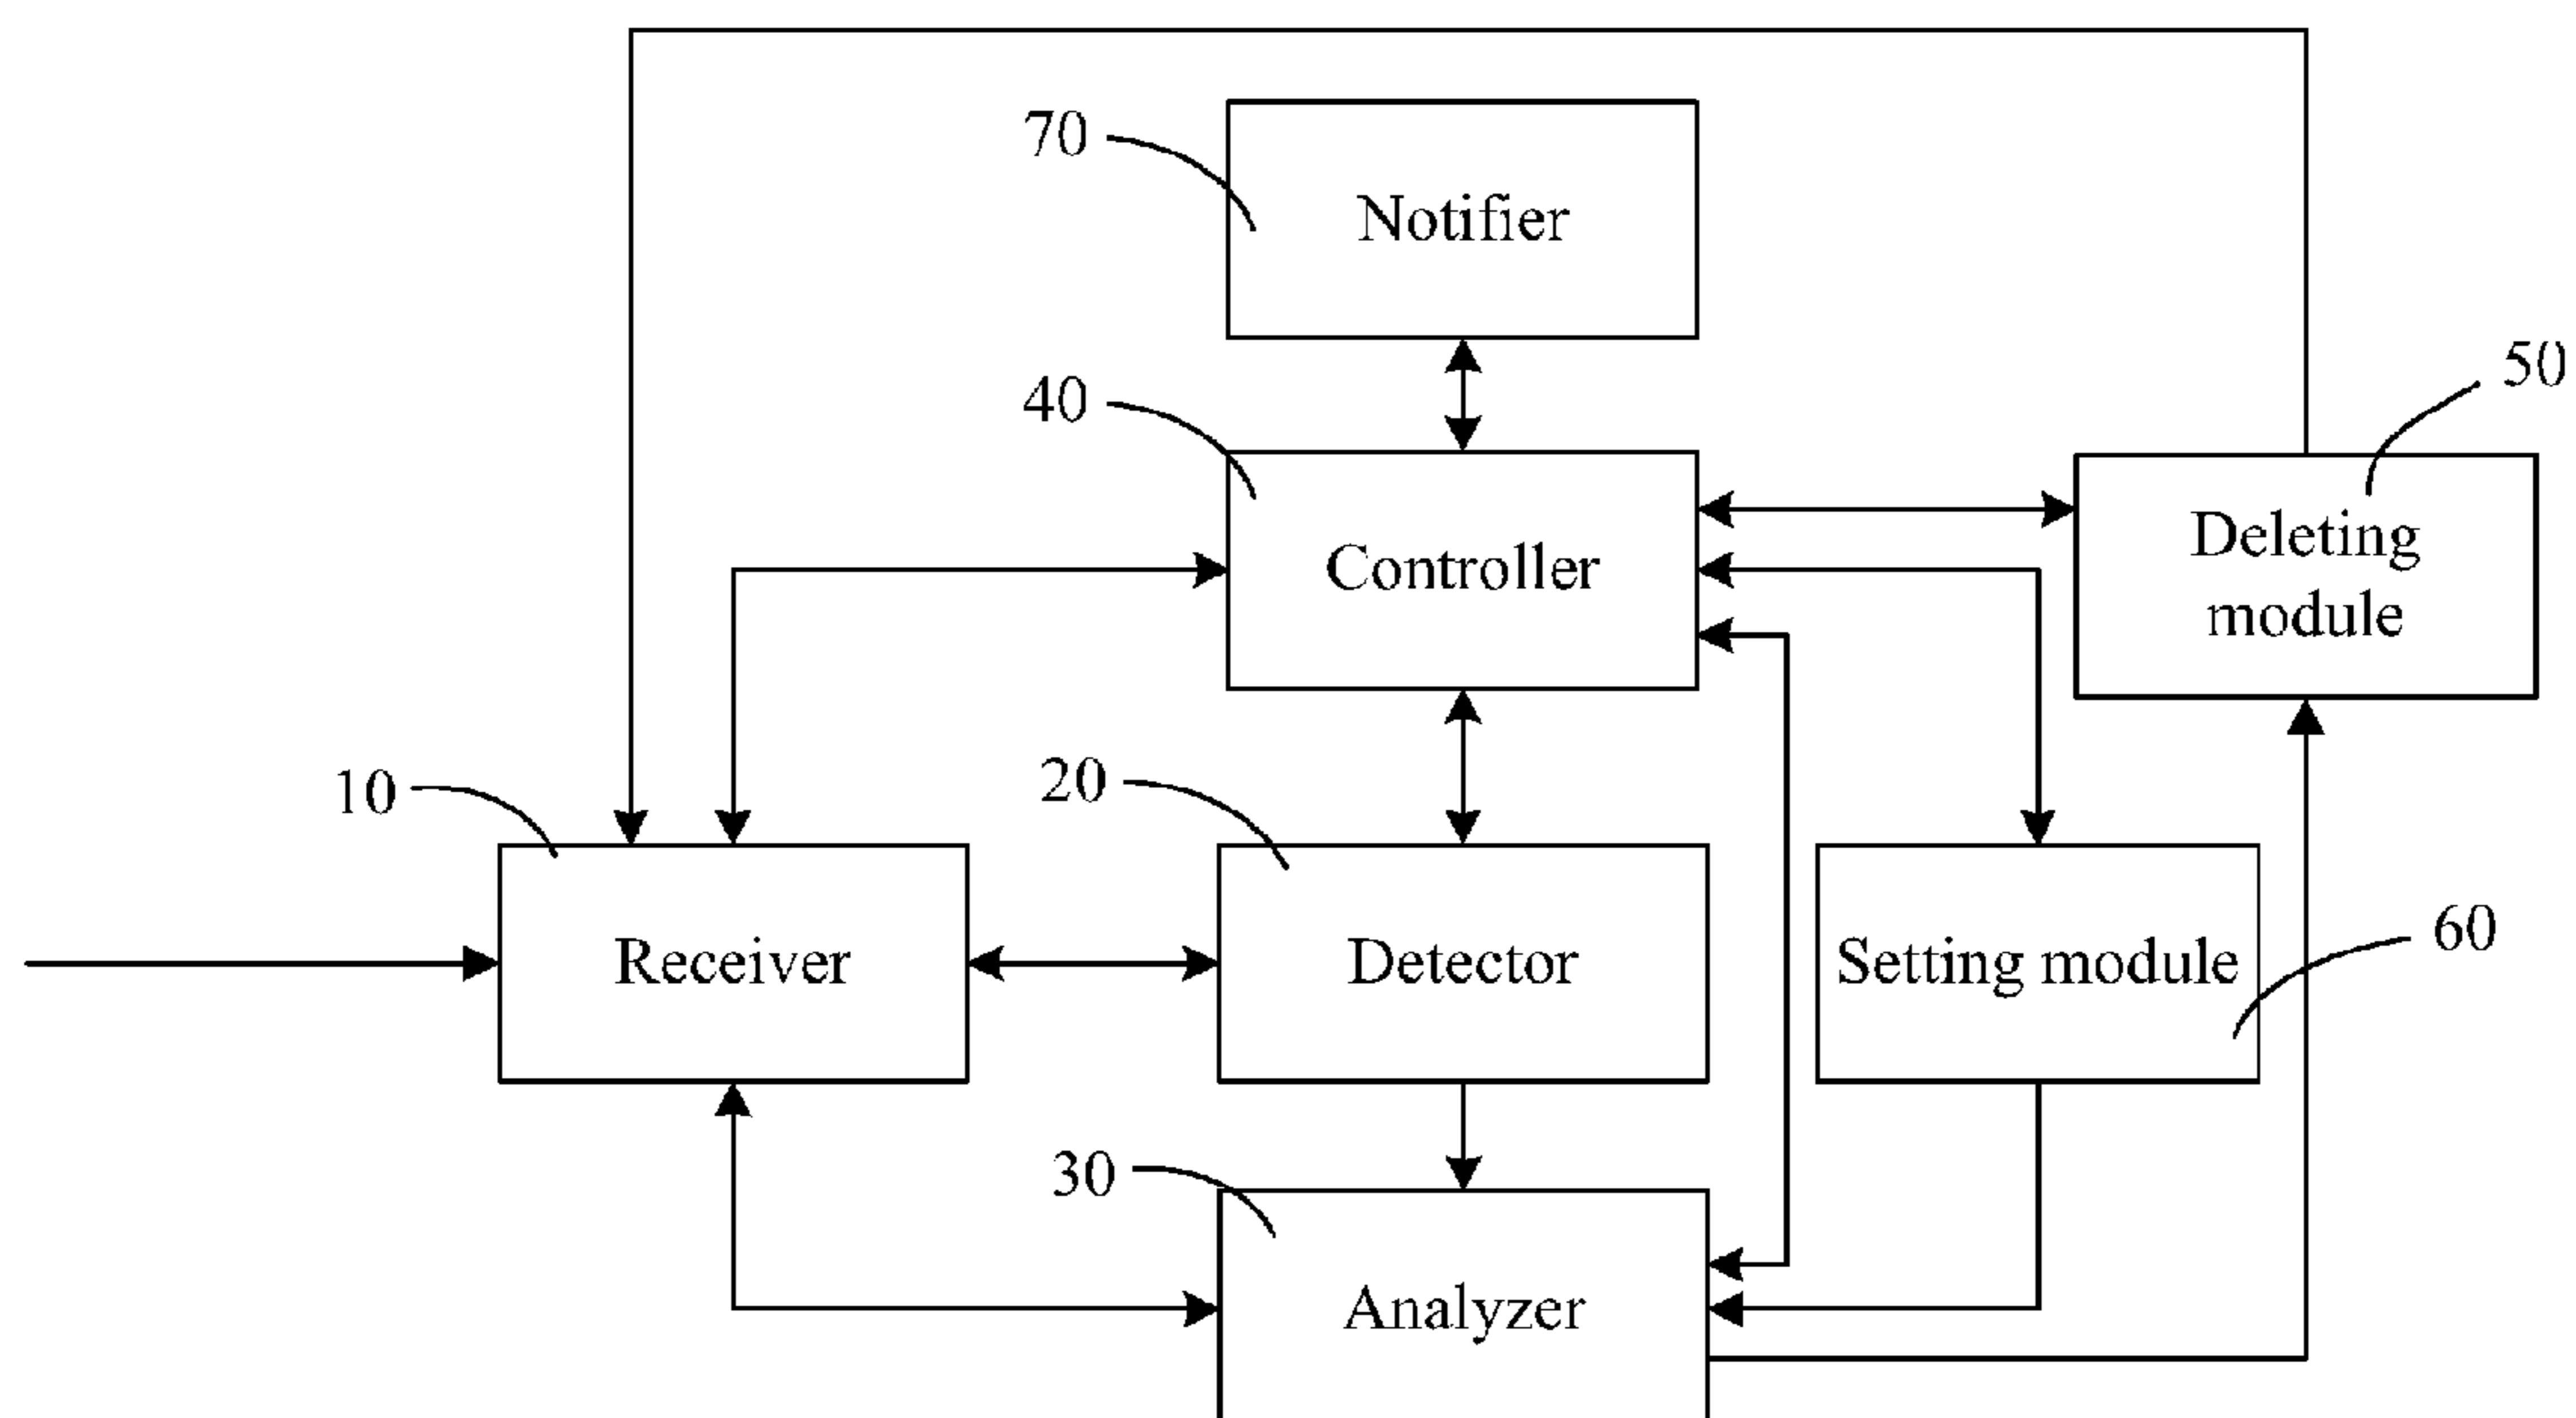 70
Notifier
50
40
Deleting
module
Controller
10
20
60
Receiver
Detector
Setting module
30
Analyzer